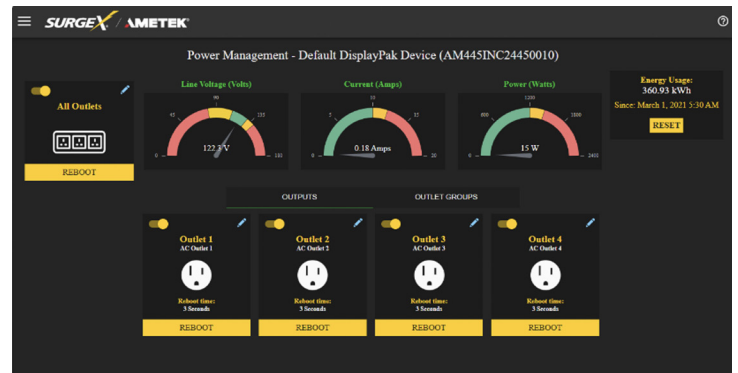 SURGEX / AMETEK
Power Management - Default DisplayPak Device (AM445INC24450010)
All Outlets
REBOOT
Line Voltage (Volts)
90
45
135
0
180
122.3 V
Current (Amps)
10
5
15
0
20
0.18 Amps
Power (Watts)
1200
600
1800
0
2400
15 W
Energy Usage:
360.93 kWh
Since: March 1, 2021 5:30 AM
RESET
OUTPUTS
OUTLET GROUPS
Outlet 1
AC Outlet 1
Reboot time:
3 Seconds
REBOOT
Outlet 2
AC Outlet 2
Reboot time:
3 Seconds
REBOOT
Outlet 3
AC Outlet 3
Reboot time:
3 Seconds
REBOOT
Outlet 4
AC Outlet 4
Reboot time:
3 Seconds
REBOOT